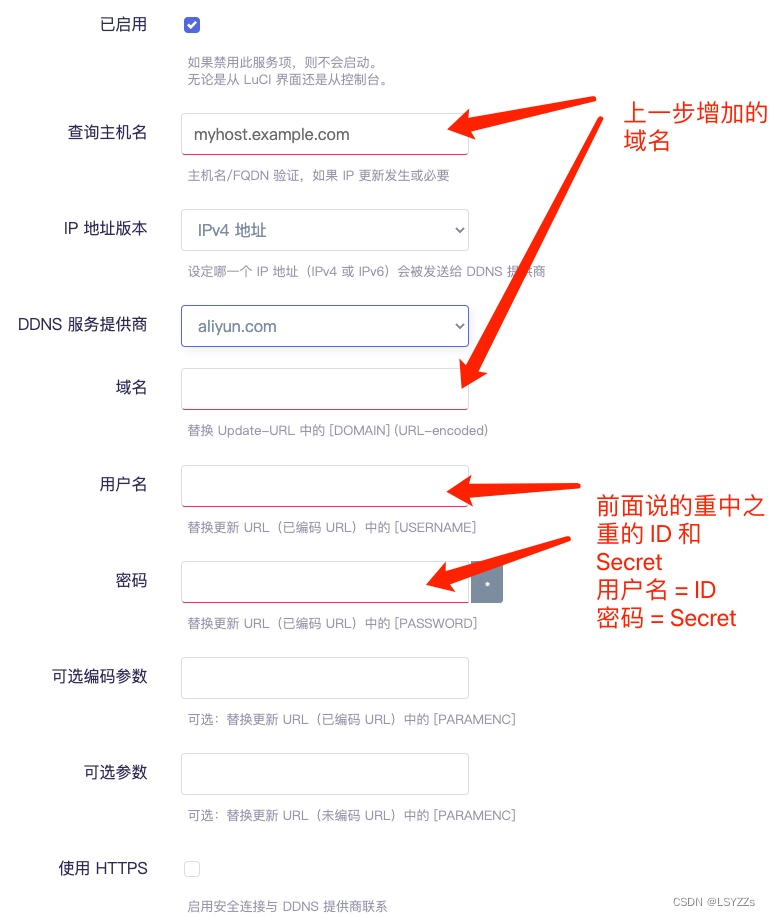 已启用
如果禁用此服务项，则不会启动。
无论是从 LuCI 界面还是从控制台。
上一步增加的
域名
查询主机名
myhost.example.com
主机名/FQDN 验证，如果 IP 更新发生或必要
IP 地址版本
IPv4 地址
设定哪一个 IP 地址（IPv4 或 IPv6）会被发送给 DDNS 提供商
DDNS 服务提供商
aliyun.com
域名
替换 Update-URL 中的 [DOMAIN] (URL-encoded)
用户名
替换更新 URL（已编码 URL）中的 [USERNAME]
前面说的重中之
重的 ID 和
Secret
用户名 = ID
密码 = Secret
密码
*
替换更新 URL（已编码 URL）中的 [PASSWORD]
可选编码参数
可选：替换更新 URL（已编码 URL）中的 [PARAMENC]
可选参数
可选：替换更新 URL（未编码 URL）中的 [PARAMENC]
使用 HTTPS
启用安全连接与 DDNS 提供商联系
CSDN @LSYZZs